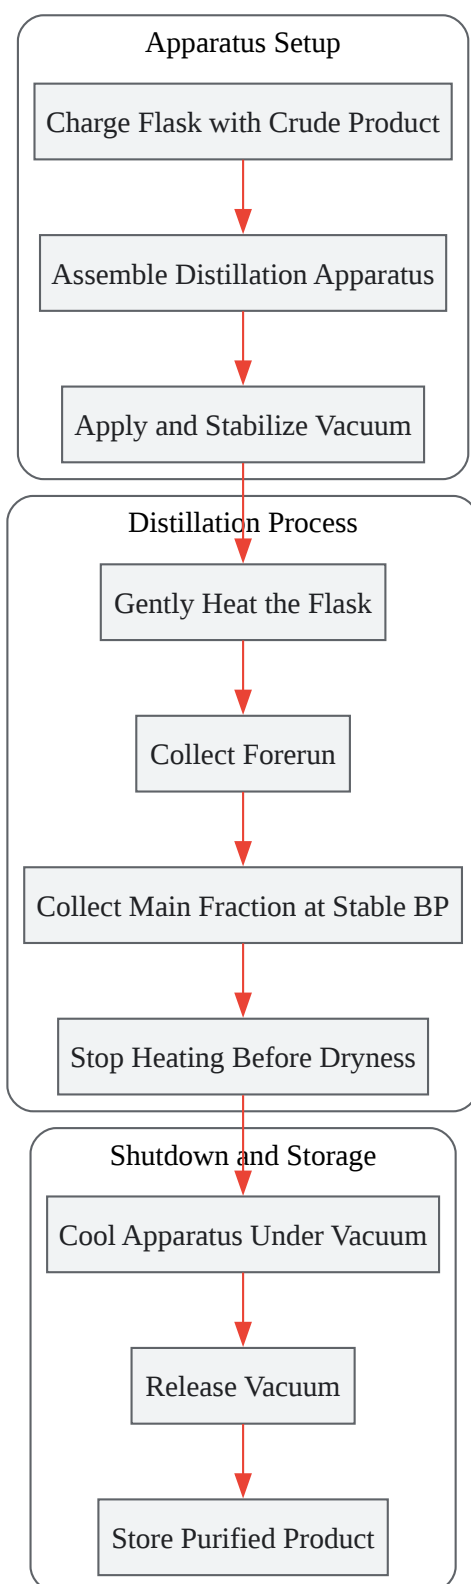 Apparatus Setup
Charge Flask with Crude Product
Assemble Distillation Apparatus
Apply and Stabilize Vacuum
Distillation Process
Gently Heat the Flask
Collect Forerun
Collect Main Fraction at Stable BP
Stop Heating Before Dryness
Shutdown and Storage
Cool Apparatus Under Vacuum
Release Vacuum
Store Purified Product